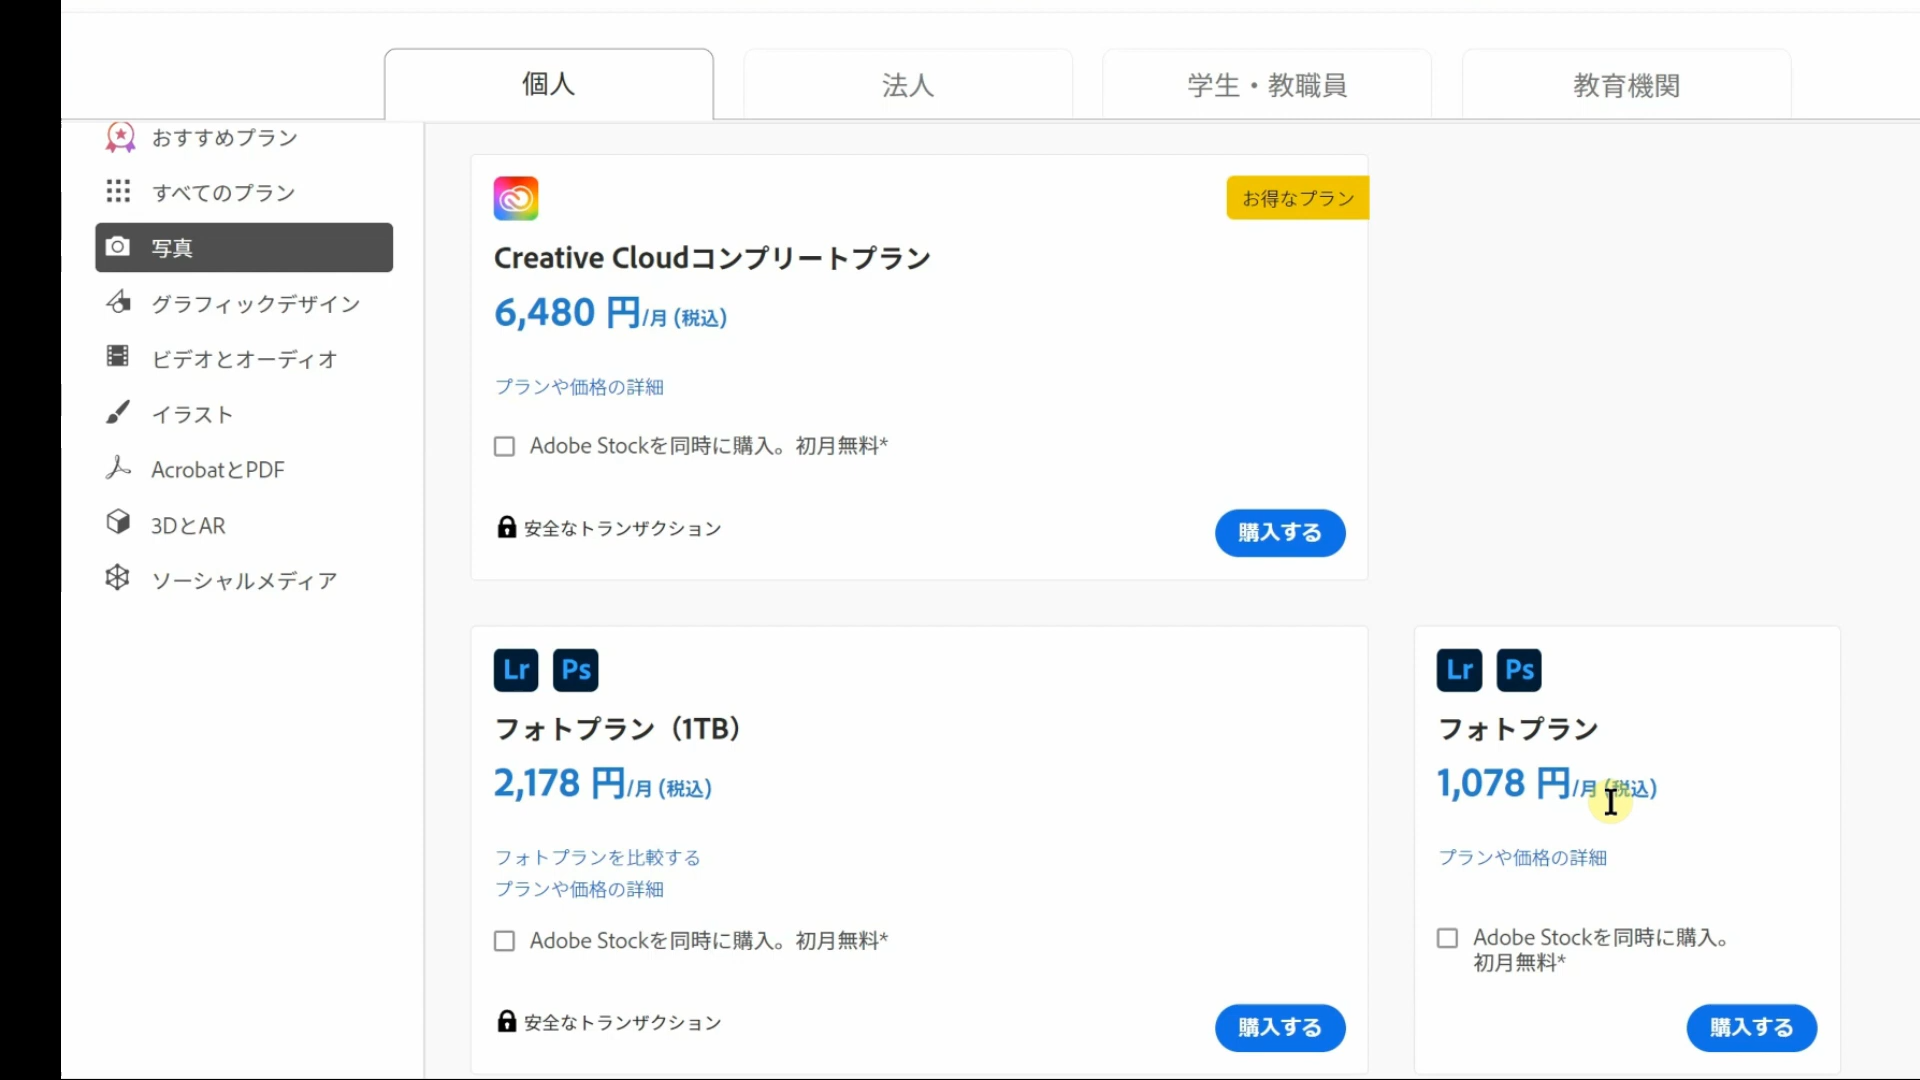 個人
法人
学生・教職員
教育機関
おすすめプラン
すべてのプラン
写真
グラフィックデザイン
ビデオとオーディオ
イラスト
AcrobatとPDF
3DとAR
ソーシャルメディア
お得なプラン
Creative Cloudコンプリートプラン
6,480 円/月 (税込)
プランや価格の詳細
Adobe Stockを同時に購入。初月無料*
安全なトランザクション
購入する
Lr Ps
フォトプラン（1TB）
2,178 円/月 (税込)
フォトプランを比較する
プランや価格の詳細
Adobe Stockを同時に購入。初月無料*
安全なトランザクション
購入する
Lr Ps
フォトプラン
1,078 円/月 (税込)
プランや価格の詳細
Adobe Stockを同時に購入。
初月無料*
購入する